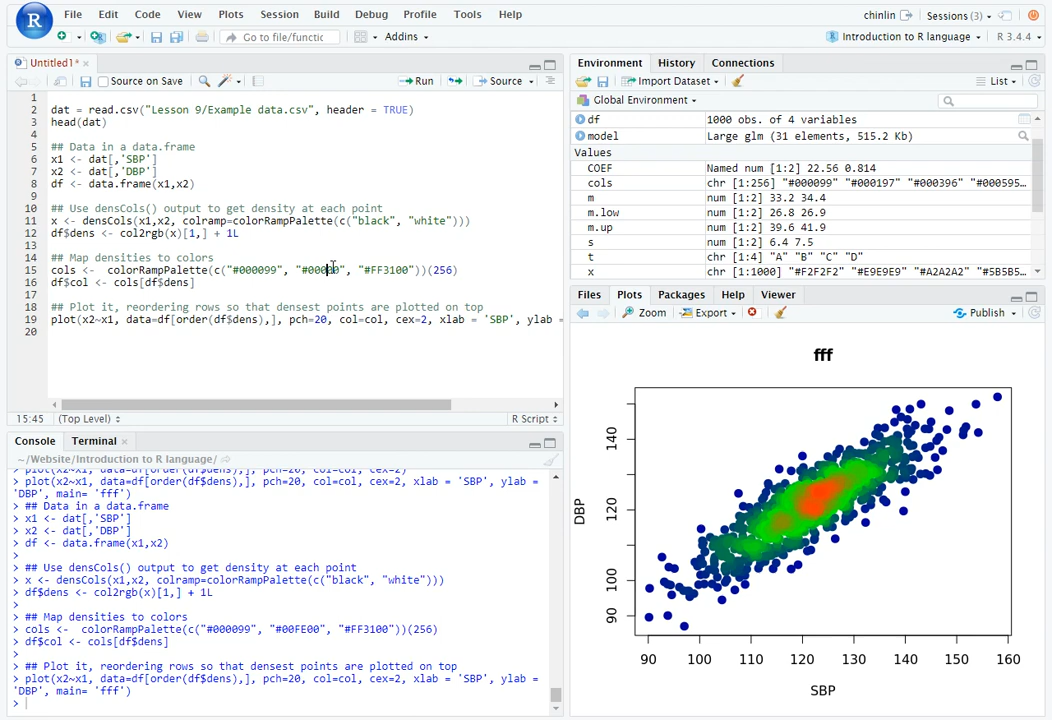 R File Edit Code View Plots Session Build Debug Profile Tools Help chinlin Sessions (3)
Go to file/functic Addins Introduction to R language R 3.4.4
Untitled1* ×
Source on Save Run Source
1
2 dat = read.csv("Lesson 9/Example data.csv", header = TRUE)
3 head(dat)
4
5 ## Data in a data.frame
6 x1 <- dat[,'SBP']
7 x2 <- dat[,'DBP']
8 df <- data.frame(x1,x2)
9
10 ## Use densCols() output to get density at each point
11 x <- densCols(x1,x2, colramp=colorRampPalette(c("black", "white")))
12 df$dens <- col2rgb(x)[1,] + 1L
13
14 ## Map densities to colors
15 cols <-  colorRampPalette(c("#000099", "#000000", "#FF3100"))(256)
16 df$col <- cols[df$dens]
17
18 ## Plot it, reordering rows so that densest points are plotted on top
19 plot(x2~x1, data=df[order(df$dens),], pch=20, col=col, cex=2, xlab = 'SBP', ylab =
20
15:45 (Top Level) R Script
Console Terminal ×
~/Website/Introduction to R language/
> plot(x2~x1, data=df[order(df$dens),], pch=20, col=col, cex=2)
> plot(x2~x1, data=df[order(df$dens),], pch=20, col=col, cex=2, xlab = 'SBP', ylab =
'DBP', main= 'fff')
> ## Data in a data.frame
> x1 <- dat[,'SBP']
> x2 <- dat[,'DBP']
> df <- data.frame(x1,x2)
>
> ## Use densCols() output to get density at each point
> x <- densCols(x1,x2, colramp=colorRampPalette(c("black", "white")))
> df$dens <- col2rgb(x)[1,] + 1L
>
> ## Map densities to colors
> cols <-  colorRampPalette(c("#000099", "#00FE00", "#FF3100"))(256)
> df$col <- cols[df$dens]
>
> ## Plot it, reordering rows so that densest points are plotted on top
> plot(x2~x1, data=df[order(df$dens),], pch=20, col=col, cex=2, xlab = 'SBP', ylab =
'DBP', main= 'fff')
>
Environment History Connections
Import Dataset List
Global Environment
df 1000 obs. of 4 variables
model Large glm (31 elements, 515.2 Kb)
Values
COEF Named num [1:2] 22.56 0.814
cols chr [1:256] "#000099" "#000197" "#000396" "#000595…
m num [1:2] 33.2 34.4
m.low num [1:2] 26.8 26.9
m.up num [1:2] 39.6 41.9
s num [1:2] 6.4 7.5
t chr [1:4] "A" "B" "C" "D"
x chr [1:1000] "#F2F2F2" "#E9E9E9" "#A2A2A2" "#5B5B5…
Files Plots Packages Help Viewer
Zoom Export Publish
fff
140
120
100
90
DBP
90 100 110 120 130 140 150 160
SBP